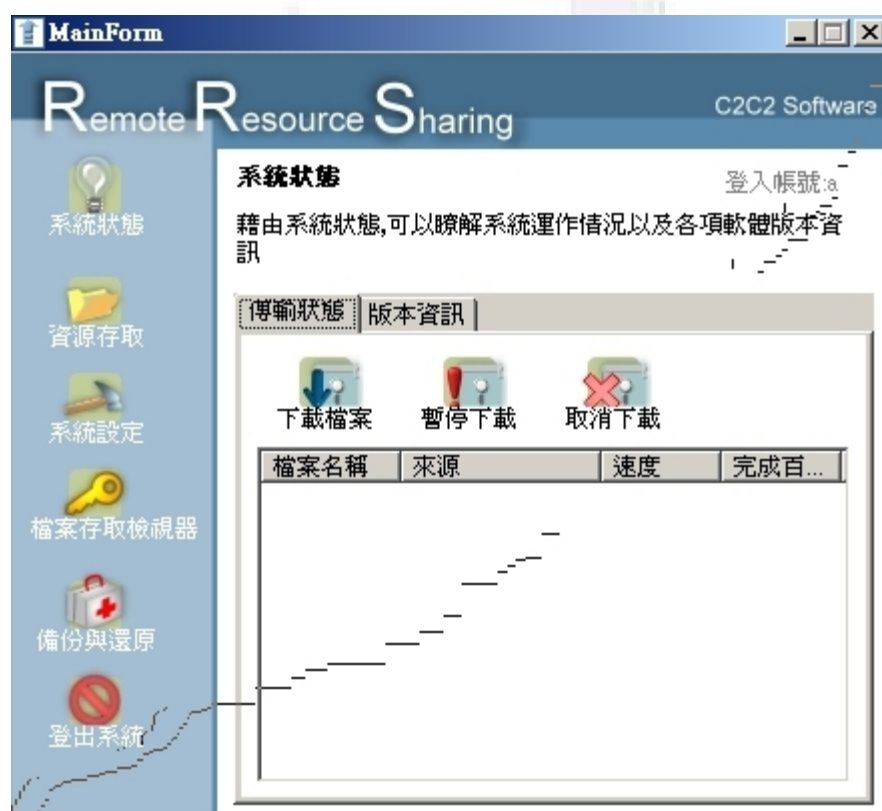 MainForm
Remote Resource Sharing
C2C2 Software
系統狀態
資源存取
系統設定
檔案存取檢視器
備份與還原
登出系統
系統狀態
登入帳號:a
藉由系統狀態,可以瞭解系統運作情況以及各項軟體版本資
訊
傳輸狀態 版本資訊
下載檔案 暫停下載 取消下載
檔案名稱 來源 速度 完成百...